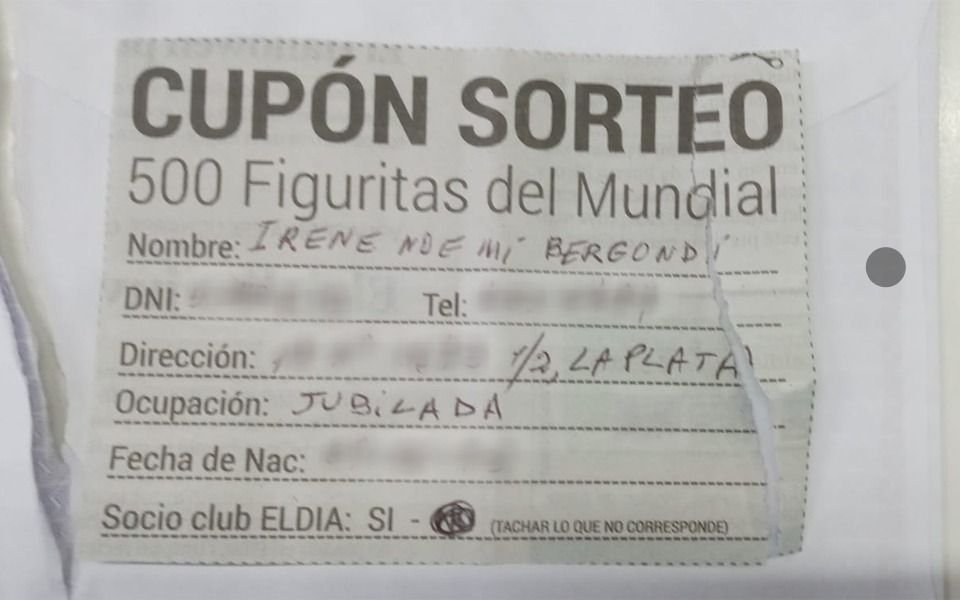 CUPÓN SORTEO
500 Figuritas del Mundial
Nombre: IRENE NOEMÍ BERGONDI
DNI: Tel:
Dirección: 1/2, LA PLATA
Ocupación: JUBILADA
Fecha de Nac:
Socio club ELDIA: SI - NO (TACHAR LO QUE NO CORRESPONDE)